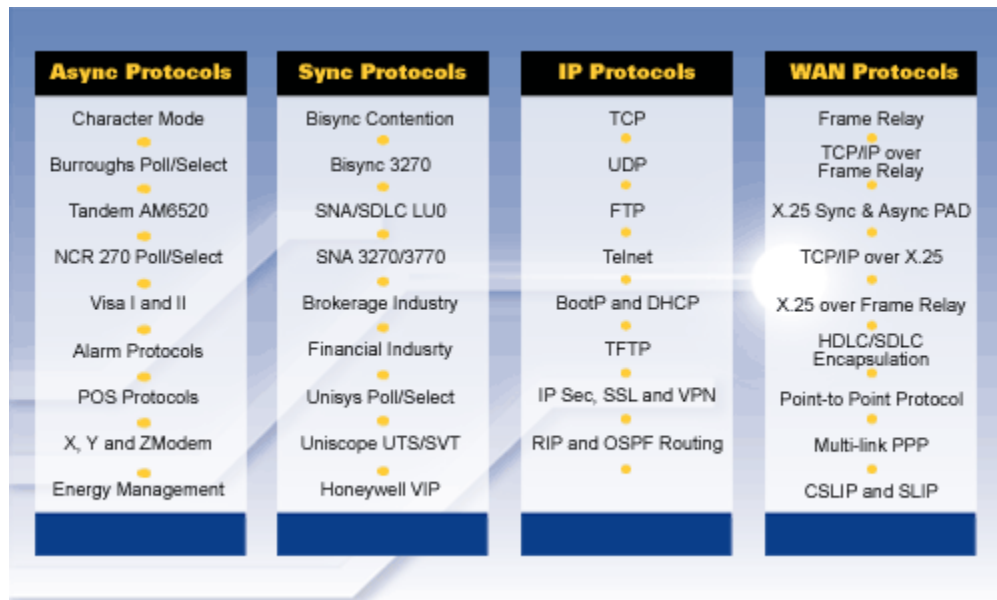 Async Protocols
Character Mode
Burroughs Poll/Select
Tandem AM6520
NCR 270 Poll/Select
Visa I and II
Alarm Protocols
POS Protocols
X, Y and ZModem
Energy Management
Sync Protocols
Bisync Contention
Bisync 3270
SNA/SDLC LU0
SNA 3270/3770
Brokerage Industry
Financial Indusrty
Unisys Poll/Select
Uniscope UTS/SVT
Honeywell VIP
IP Protocols
TCP
UDP
FTP
Telnet
BootP and DHCP
TFTP
IP Sec, SSL and VPN
RIP and OSPF Routing
WAN Protocols
Frame Relay
TCP/IP over
Frame Relay
X.25 Sync & Async PAD
TCP/IP over X.25
X.25 over Frame Relay
HDLC/SDLC
Encapsulation
Point-to Point Protocol
Multi-link PPP
CSLIP and SLIP